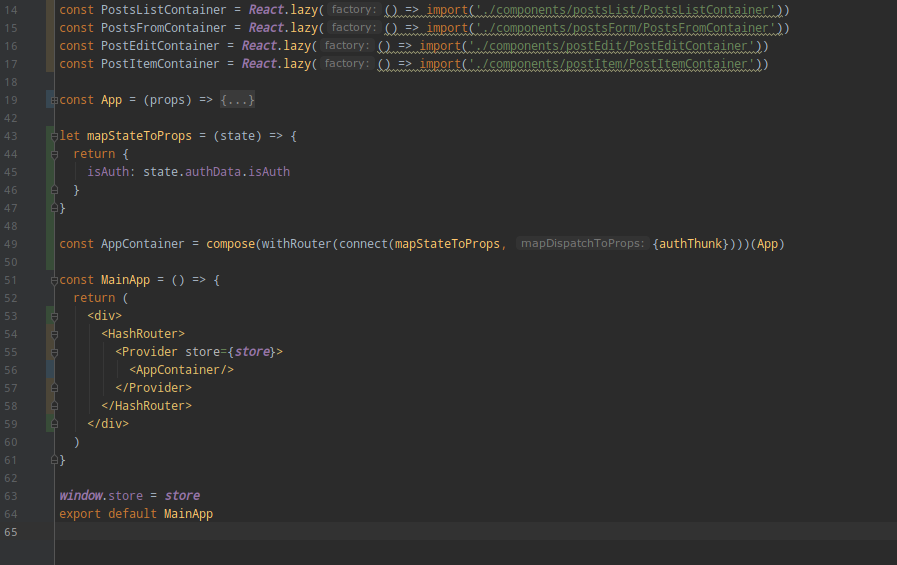 14 const PostsListContainer = React.lazy( factory: () => import('./components/postsList/PostsListContainer'))
15 const PostsFromContainer = React.lazy( factory: () => import('./components/postsForm/PostsFromContainer'))
16 const PostEditContainer = React.lazy( factory: () => import('./components/postEdit/PostEditContainer'))
17 const PostItemContainer = React.lazy( factory: () => import('./components/postItem/PostItemContainer'))
18
19 const App = (props) => {...}
42
43 let mapStateToProps = (state) => {
44 return {
45 isAuth: state.authData.isAuth
46 }
47 }
48
49 const AppContainer = compose(withRouter(connect(mapStateToProps, mapDispatchToProps: {authThunk})))(App)
50
51 const MainApp = () => {
52 return (
53 <div>
54 <HashRouter>
55 <Provider store={store}>
56 <AppContainer/>
57 </Provider>
58 </HashRouter>
59 </div>
60 )
61 }
62
63 window.store = store
64 export default MainApp
65